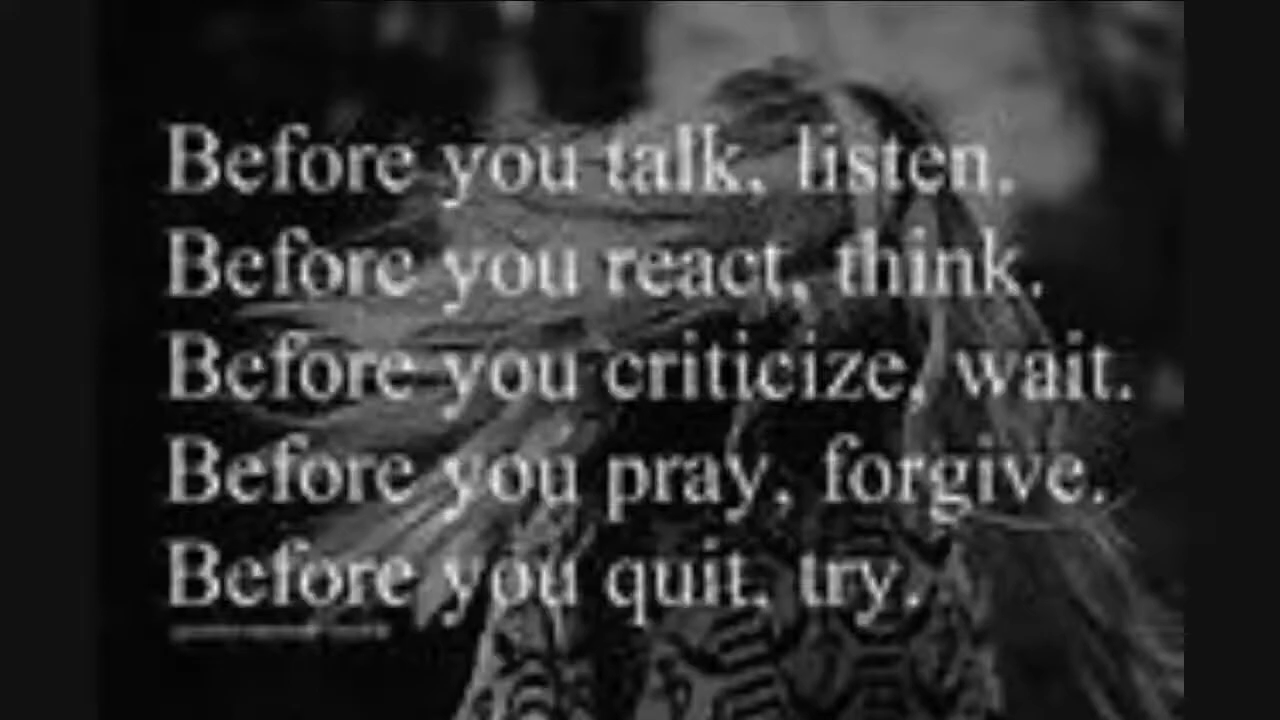 Before you talk, listen.
Before you react, think.
Before you criticize, wait.
Before you pray, forgive.
Before you quit, try.